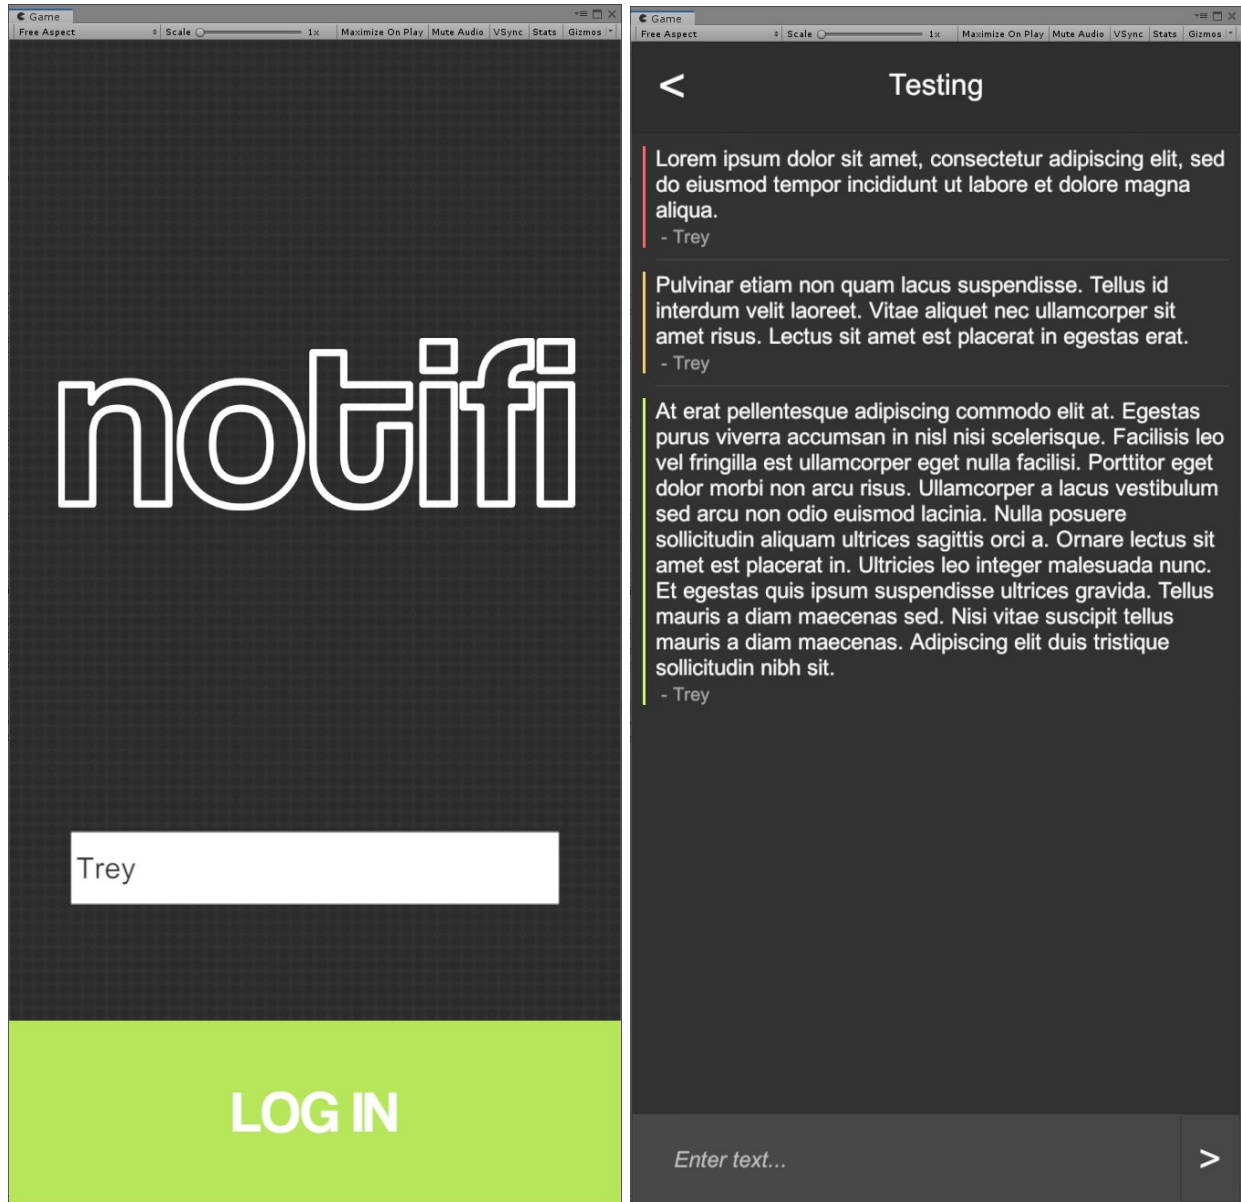 Game
Free Aspect Scale 1x Maximize On Play Mute Audio VSync Stats Gizmos
notifi
Trey
LOG IN
Game
Free Aspect Scale 1x Maximize On Play Mute Audio VSync Stats Gizmos
< Testing
Lorem ipsum dolor sit amet, consectetur adipiscing elit, sed
do eiusmod tempor incididunt ut labore et dolore magna
aliqua.
- Trey
Pulvinar etiam non quam lacus suspendisse. Tellus id
interdum velit laoreet. Vitae aliquet nec ullamcorper sit
amet risus. Lectus sit amet est placerat in egestas erat.
- Trey
At erat pellentesque adipiscing commodo elit at. Egestas
purus viverra accumsan in nisl nisi scelerisque. Facilisis leo
vel fringilla est ullamcorper eget nulla facilisi. Porttitor eget
dolor morbi non arcu risus. Ullamcorper a lacus vestibulum
sed arcu non odio euismod lacinia. Nulla posuere
sollicitudin aliquam ultrices sagittis orci a. Ornare lectus sit
amet est placerat in. Ultricies leo integer malesuada nunc.
Et egestas quis ipsum suspendisse ultrices gravida. Tellus
mauris a diam maecenas sed. Nisi vitae suscipit tellus
mauris a diam maecenas. Adipiscing elit duis tristique
sollicitudin nibh sit.
- Trey
Enter text... >